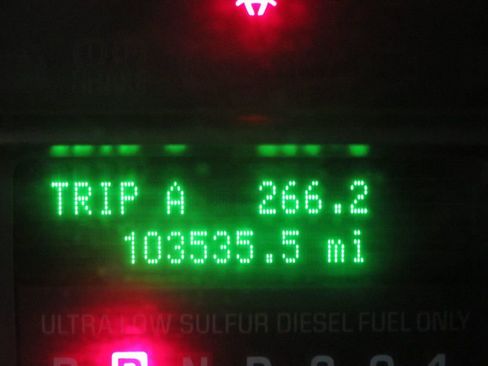 TRIP A 266.2
103535.5 mi
ULTRA LOW SULFUR DIESEL FUEL ONLY